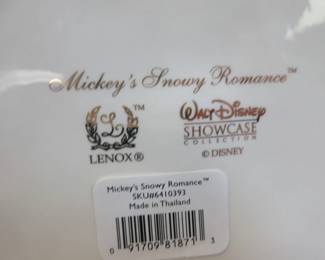 Mickey's Snowy Romance™
L ™
LENOX®
Walt Disney
SHOWCASE
COLLECTION
© DISNEY
Mickey's Snowy Romance™
SKU#6410393
Made in Thailand
0 91709 81871 3